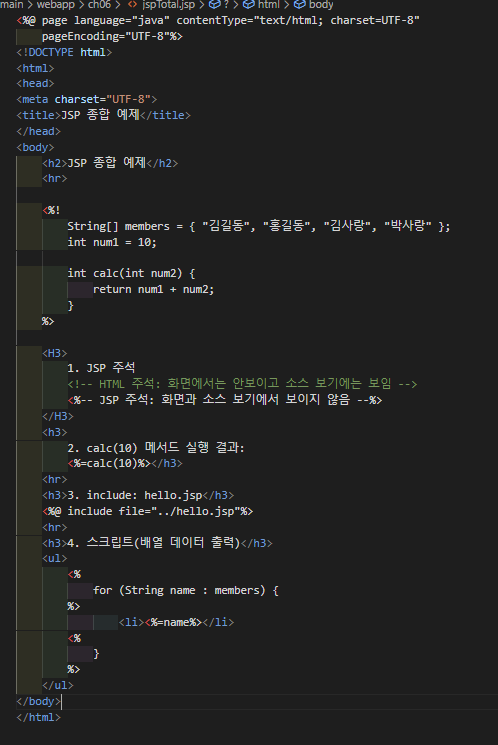 main > webapp > ch06 > jspTotal.jsp > ? > html > body
<%@ page language="java" contentType="text/html; charset=UTF-8"
    pageEncoding="UTF-8"%>
<!DOCTYPE html>
<html>
<head>
<meta charset="UTF-8">
<title>JSP 종합 예제</title>
</head>
<body>
    <h2>JSP 종합 예제</h2>
    <hr>
    <%!
        String[] members = { "김길동", "홍길동", "김사랑", "박사랑" };
        int num1 = 10;
        int calc(int num2) {
            return num1 + num2;
        }
    %>
    <H3>
        1. JSP 주석
        <!-- HTML 주석: 화면에서는 안보이고 소스 보기에는 보임 -->
        <%-- JSP 주석: 화면과 소스 보기에서 보이지 않음 --%>
    </H3>
    <h3>
        2. calc(10) 메서드 실행 결과:
        <%=calc(10)%></h3>
    <hr>
    <h3>3. include: hello.jsp</h3>
    <%@ include file="../hello.jsp"%>
    <hr>
    <h3>4. 스크립트(배열 데이터 출력)</h3>
    <ul>
        <%
            for (String name : members) {
        %>
                <li><%=name%></li>
        <%
            }
        %>
    </ul>
</body>
</html>